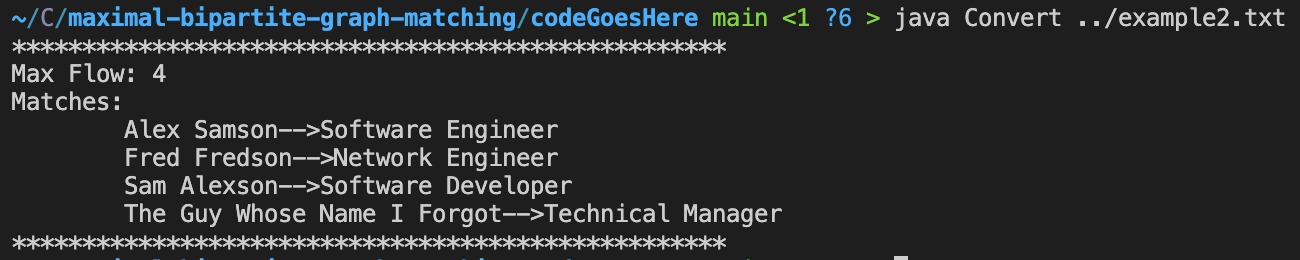 ~/C/maximal-bipartite-graph-matching/codeGoesHere main <1 ?6 > java Convert ../example2.txt
***************************************************
Max Flow: 4
Matches:
Alex Samson-->Software Engineer
Fred Fredson-->Network Engineer
Sam Alexson-->Software Developer
The Guy Whose Name I Forgot-->Technical Manager
***************************************************